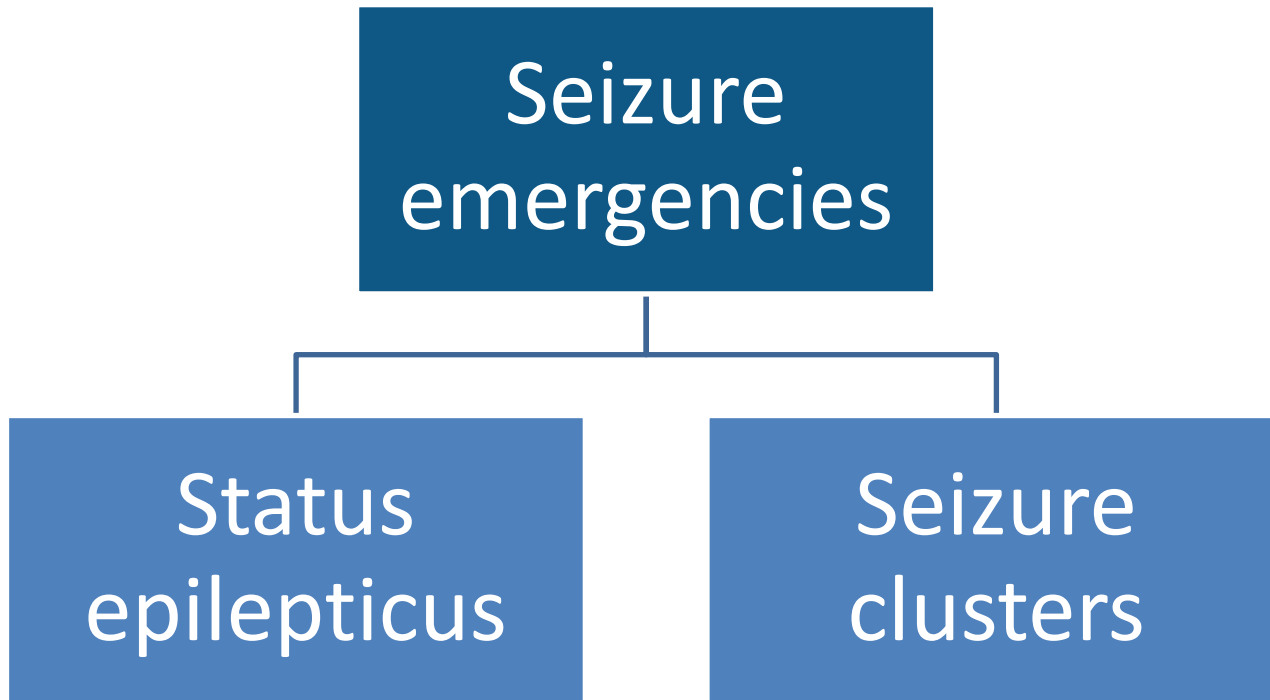 Seizure
emergencies
Status
epilepticus
Seizure
clusters